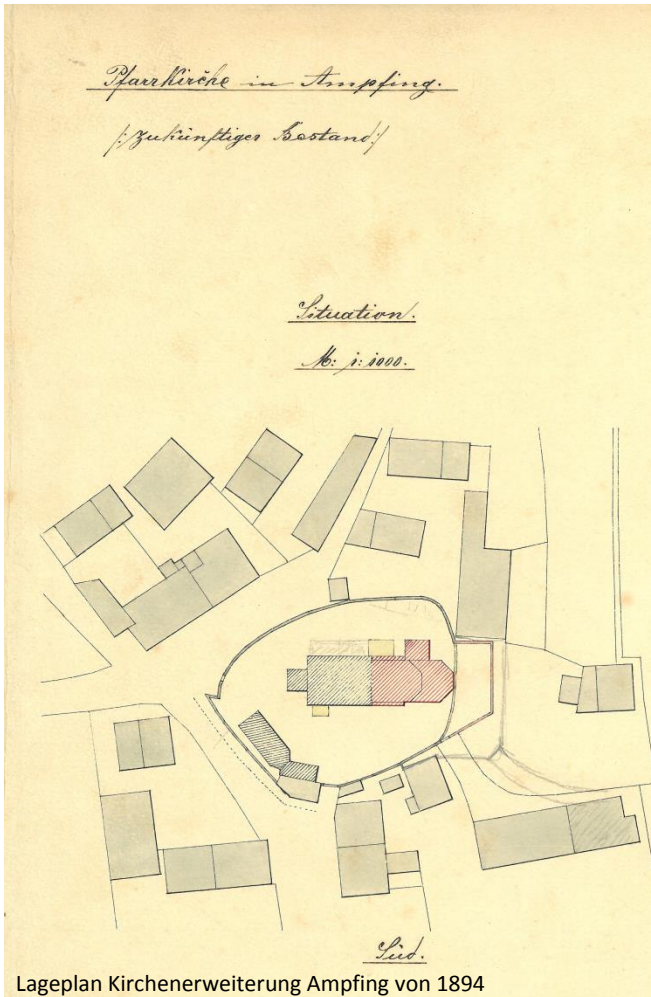 Pfarrkirche in Ampfing.
/: Zukünftiger Bestand :/
Situation.
M: 1:1000.
Süd.
Lageplan Kirchenerweiterung Ampfing von 1894